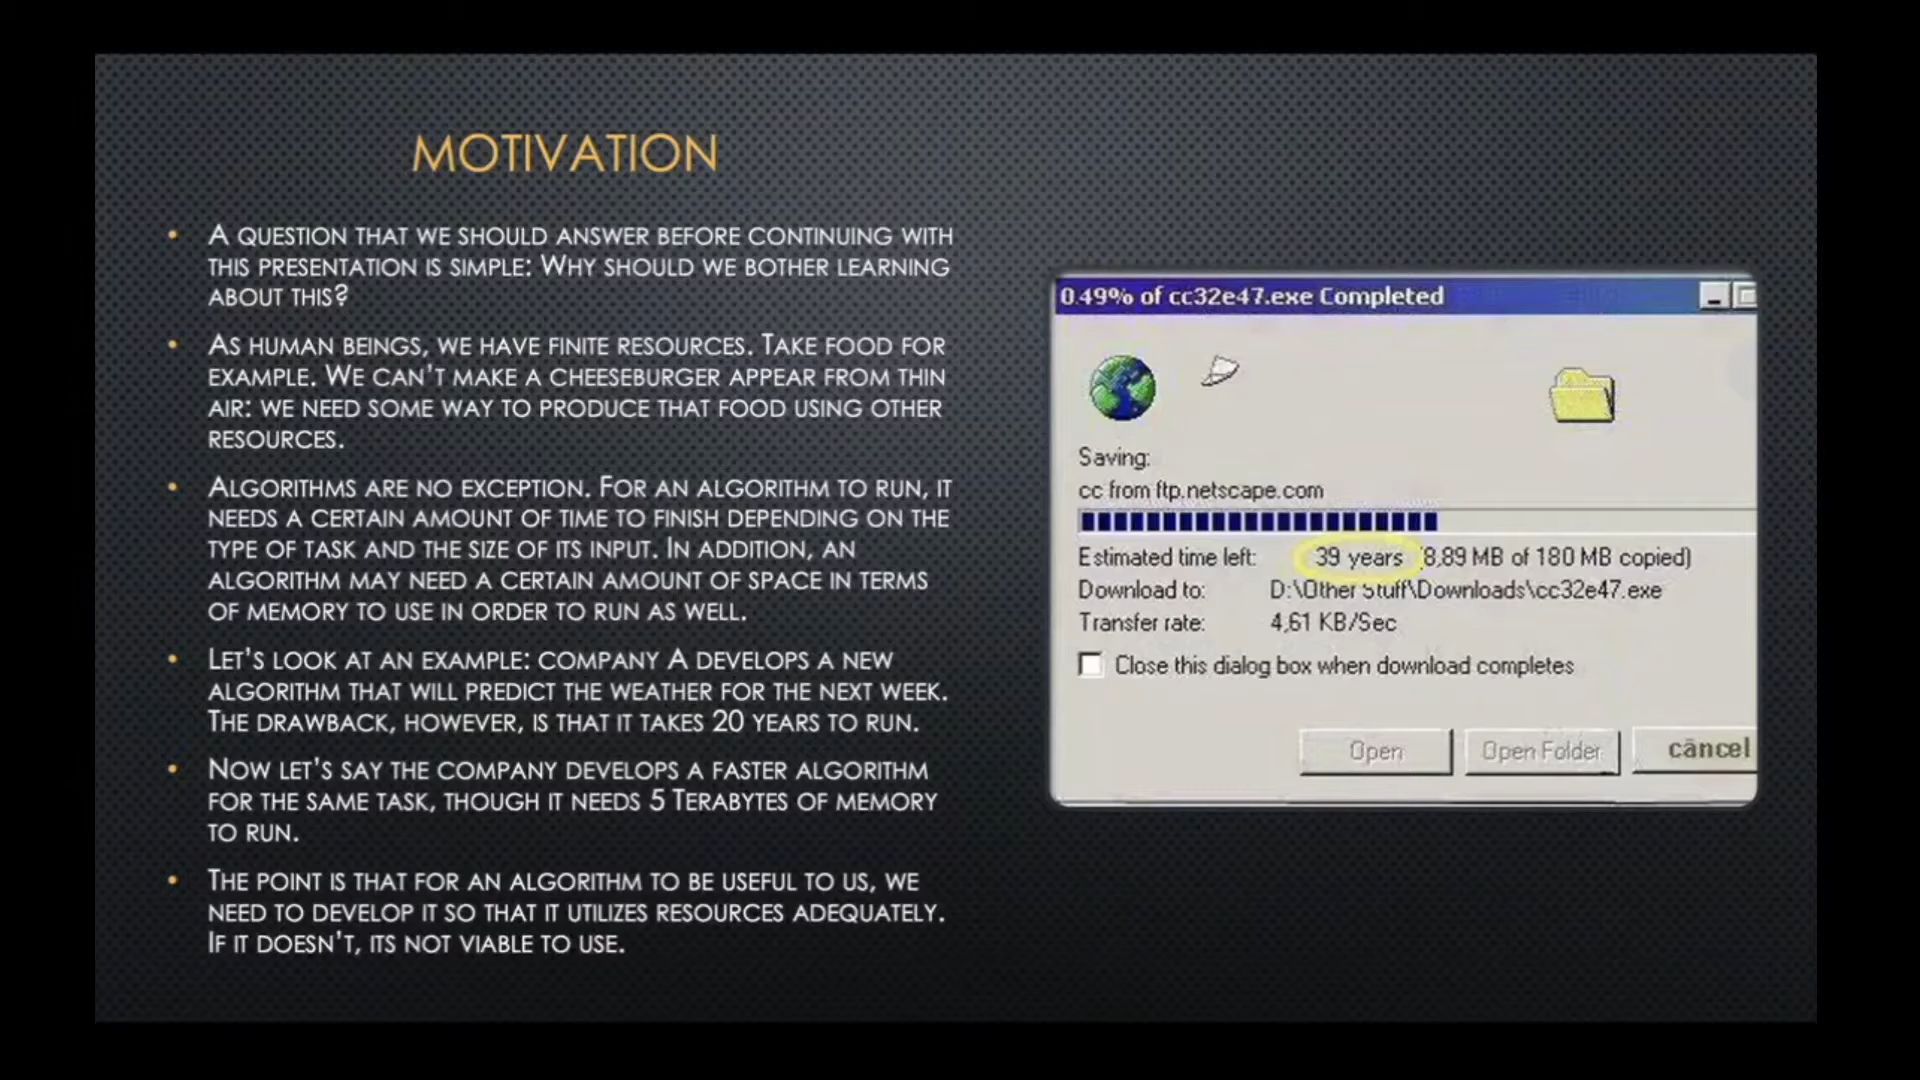 MOTIVATION
A QUESTION THAT WE SHOULD ANSWER BEFORE CONTINUING WITH
THIS PRESENTATION IS SIMPLE: WHY SHOULD WE BOTHER LEARNING
ABOUT THIS?
AS HUMAN BEINGS, WE HAVE FINITE RESOURCES. TAKE FOOD FOR
EXAMPLE. WE CAN'T MAKE A CHEESEBURGER APPEAR FROM THIN
AIR: WE NEED SOME WAY TO PRODUCE THAT FOOD USING OTHER
RESOURCES.
ALGORITHMS ARE NO EXCEPTION. FOR AN ALGORITHM TO RUN, IT
NEEDS A CERTAIN AMOUNT OF TIME TO FINISH DEPENDING ON THE
TYPE OF TASK AND THE SIZE OF ITS INPUT. IN ADDITION, AN
ALGORITHM MAY NEED A CERTAIN AMOUNT OF SPACE IN TERMS
OF MEMORY TO USE IN ORDER TO RUN AS WELL.
LET'S LOOK AT AN EXAMPLE: COMPANY A DEVELOPS A NEW
ALGORITHM THAT WILL PREDICT THE WEATHER FOR THE NEXT WEEK.
THE DRAWBACK, HOWEVER, IS THAT IT TAKES 20 YEARS TO RUN.
NOW LET'S SAY THE COMPANY DEVELOPS A FASTER ALGORITHM
FOR THE SAME TASK, THOUGH IT NEEDS 5 TERABYTES OF MEMORY
TO RUN.
THE POINT IS THAT FOR AN ALGORITHM TO BE USEFUL TO US, WE
NEED TO DEVELOP IT SO THAT IT UTILIZES RESOURCES ADEQUATELY.
IF IT DOESN'T, ITS NOT VIABLE TO USE.
0.49% of cc32e47.exe Completed
Saving:
cc from ftp.netscape.com
Estimated time left: 39 years (8,89 MB of 180 MB copied)
Download to: D:\Other Stuff\Downloads\cc32e47.exe
Transfer rate: 4,61 KB/Sec
Close this dialog box when download completes
Open Open Folder cancel